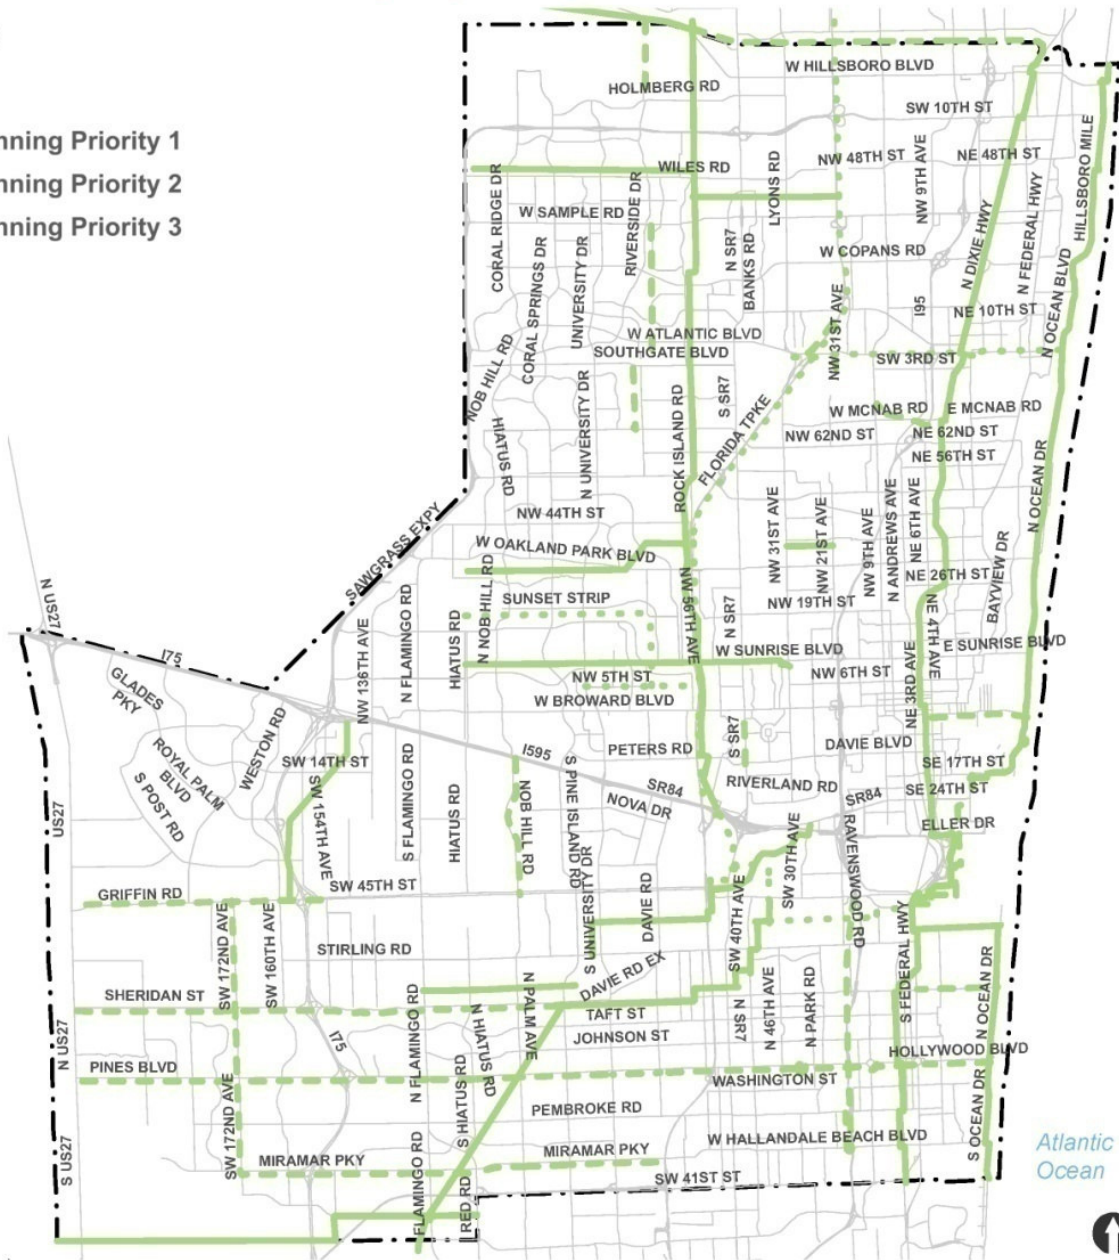 nning Priority 1
nning Priority 2
nning Priority 3
W HILLSBORO BLVD
HOLMBERG RD
SW 10TH ST
HILLSBORO MILE
NW 48TH ST
NE 48TH ST
NW 9TH AVE
WILES RD
LYONS RD
CORAL RIDGE DR
RIVERSIDE DR
W SAMPLE RD
N FEDERAL HWY
N DIXIE HWY
N SR7
BANKS RD
W COPANS RD
CORAL SPRINGS DR
UNIVERSITY DR
N OCEAN BLVD
NW 31ST AVE
I95
NE 10TH ST
W ATLANTIC BLVD
SOUTHGATE BLVD
SW 3RD ST
NOB HILL RD
S SR7
W MCNAB RD
E MCNAB RD
HIATUS RD
N UNIVERSITY DR
ROCK ISLAND RD
FLORIDA TPKE
NW 62ND ST
NE 62ND ST
NE 56TH ST
N OCEAN DR
NW 44TH ST
NW 31ST AVE
NW 21ST AVE
NW 9TH AVE
N ANDREWS AVE
NE 6TH AVE
SAWGRASS EXPY
W OAKLAND PARK BLVD
BAYVIEW DR
NE 26TH ST
N US27
N NOB HILL RD
SUNSET STRIP
NW 56TH AVE
N SR7
NW 19TH ST
NE 4TH AVE
N FLAMINGO RD
HIATUS RD
NW 136TH AVE
W SUNRISE BLVD
E SUNRISE BLVD
I75
NW 5TH ST
NW 6TH ST
GLADES
PKY
W BROWARD BLVD
NE 3RD AVE
WESTON RD
I595
PETERS RD
S SR7
DAVIE BLVD
ROYAL PALM
BLVD
SW 14TH ST
SE 17TH ST
S POST RD
SW 154TH AVE
S FLAMINGO RD
HIATUS RD
NOB HILL RD
S PINE ISLAND RD
SR84
NOVA DR
RIVERLAND RD
SR84
SE 24TH ST
US27
ELLER DR
SW 30TH AVE
RAVENSWOOD RD
S UNIVERSITY DR
DAVIE RD
SW 40TH AVE
GRIFFIN RD
SW 45TH ST
SW 172ND AVE
SW 160TH AVE
STIRLING RD
DAVIE RD EX
S FEDERAL HWY
SHERIDAN ST
N FLAMINGO RD
N HIATUS RD
N PALM AVE
TAFT ST
N SR7
N 46TH AVE
N PARK RD
N OCEAN DR
N US27
I75
JOHNSON ST
HOLLYWOOD BLVD
PINES BLVD
WASHINGTON ST
SW 172ND AVE
S HIATUS RD
PEMBROKE RD
S OCEAN DR
W HALLANDALE BEACH BLVD
S US27
MIRAMAR PKY
FLAMINGO RD
RED RD
MIRAMAR PKY
SW 41ST ST
Atlantic
Ocean